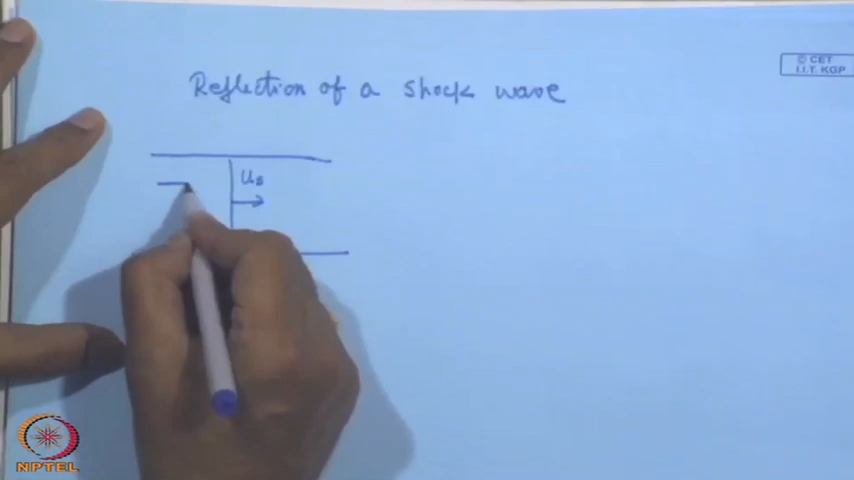 Reflection of a shock wave
© CET
I.I.T. KGP
us
NPTEL